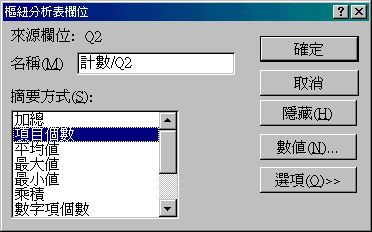 樞紐分析表欄位
來源欄位: Q2
名稱(M) 計數/Q2
摘要方式(S):
加總
項目個數
平均值
最大值
最小值
乘積
數字項個數
確定
取消
隱藏(H)
數值(N)...
選項(O)>>